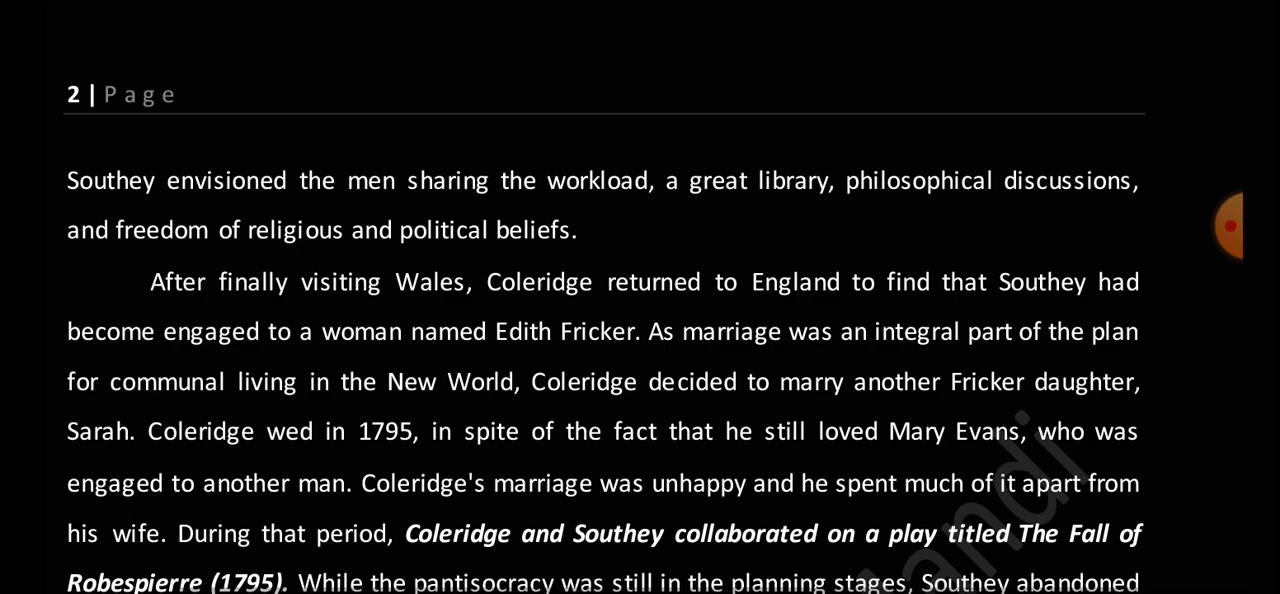 2 | P a g e
Southey envisioned the men sharing the workload, a great library, philosophical discussions,
and freedom of religious and political beliefs.
After finally visiting Wales, Coleridge returned to England to find that Southey had
become engaged to a woman named Edith Fricker. As marriage was an integral part of the plan
for communal living in the New World, Coleridge decided to marry another Fricker daughter,
Sarah. Coleridge wed in 1795, in spite of the fact that he still loved Mary Evans, who was
engaged to another man. Coleridge's marriage was unhappy and he spent much of it apart from
his wife. During that period, Coleridge and Southey collaborated on a play titled The Fall of
Robespierre (1795). While the pantisocracy was still in the planning stages, Southey abandoned